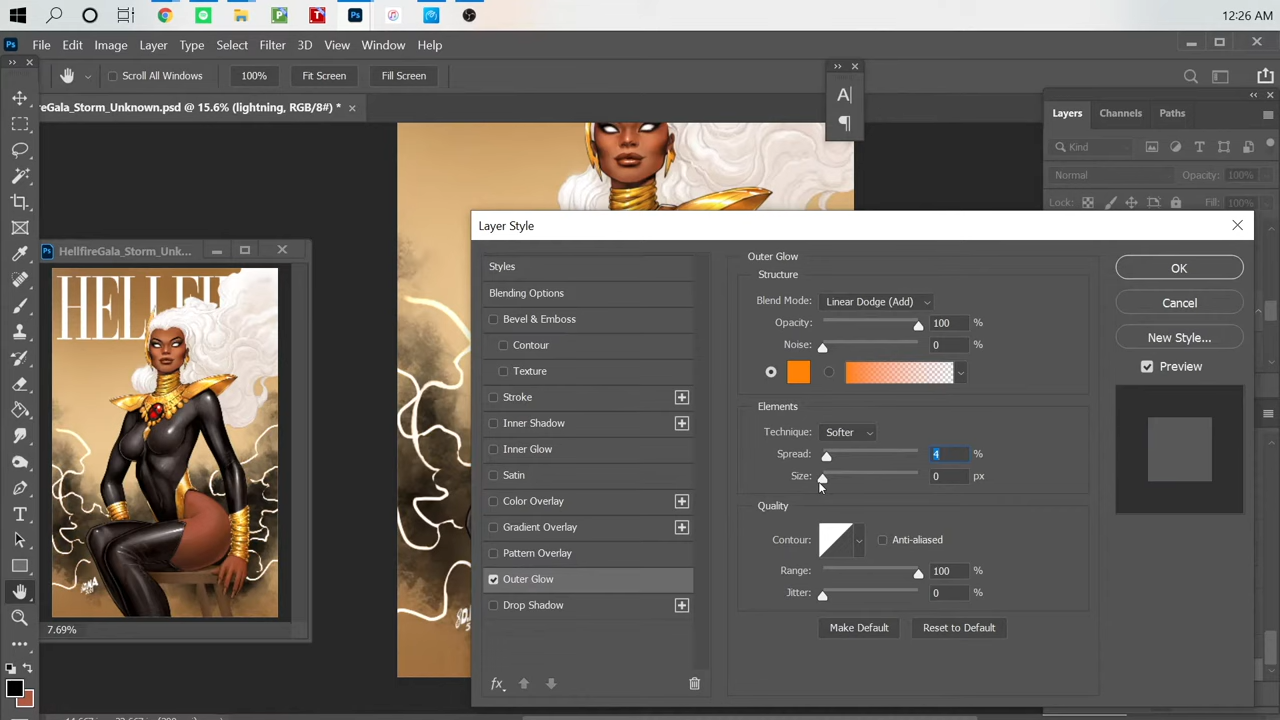 12:26 AM
Ps File Edit Image Layer Type Select Filter 3D View Window Help
Scroll All Windows 100% Fit Screen Fill Screen
ireGala_Storm_Unknown.psd @ 15.6% (lightning, RGB/8#) *
Layers Channels Paths
Kind
Normal Opacity: 100%
Lock: Fill: 100%
HellfireGala_Storm_Unk...
7.69%
Layer Style
Styles
Blending Options
Bevel & Emboss
Contour
Texture
Stroke
Inner Shadow
Inner Glow
Satin
Color Overlay
Gradient Overlay
Pattern Overlay
Outer Glow
Drop Shadow
fx
Outer Glow
Structure
Blend Mode: Linear Dodge (Add)
Opacity: 100 %
Noise: 0 %
Elements
Technique: Softer
Spread: 4 %
Size: 0 px
Quality
Contour: Anti-aliased
Range: 100 %
Jitter: 0 %
Make Default Reset to Default
OK
Cancel
New Style...
Preview